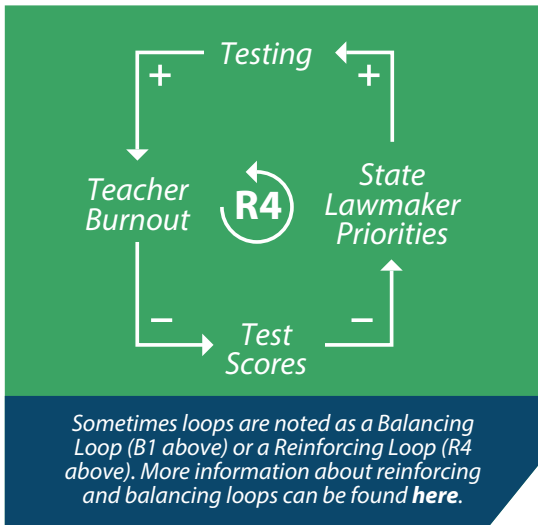 Testing
+
+
Teacher
Burnout
R4
State
Lawmaker
Priorities
–
–
Test
Scores
Sometimes loops are noted as a Balancing
Loop (B1 above) or a Reinforcing Loop (R4
above). More information about reinforcing
and balancing loops can be found here.